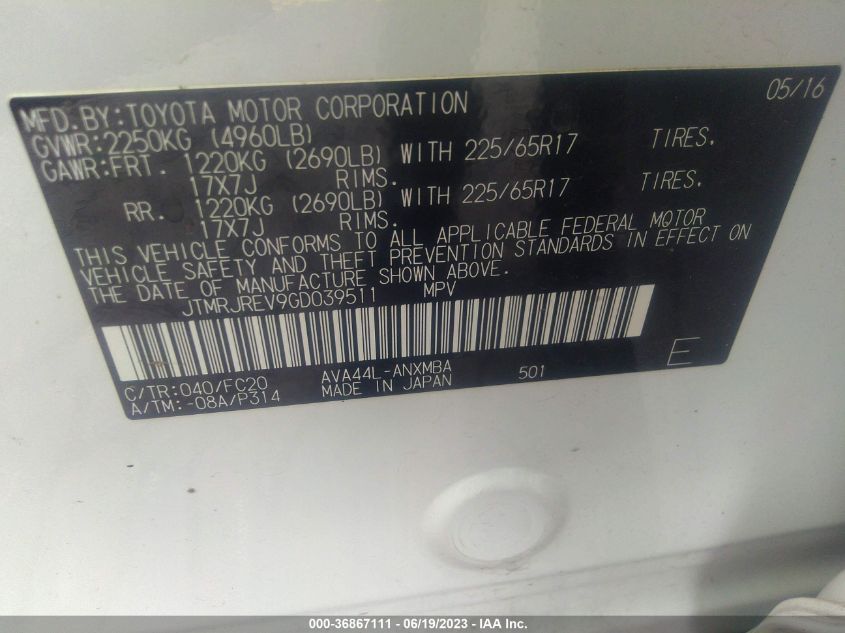 MFD.BY:TOYOTA MOTOR CORPORATION 05/16
GVWR:2250KG (4960LB)
GAWR:FRT. 1220KG (2690LB) WITH 225/65R17 TIRES.
17X7J RIMS.
RR. 1220KG (2690LB) WITH 225/65R17 TIRES.
17X7J RIMS.
THIS VEHICLE CONFORMS TO ALL APPLICABLE FEDERAL MOTOR
VEHICLE SAFETY AND THEFT PREVENTION STANDARDS IN EFFECT ON
THE DATE OF MANUFACTURE SHOWN ABOVE.
JTMRJREV9GD039511 MPV
E
C/TR:040/FC20 AVA44L-ANXMBA 501
A/TM:-08A/P314 MADE IN JAPAN
000-36867111 - 06/19/2023 - IAA Inc.